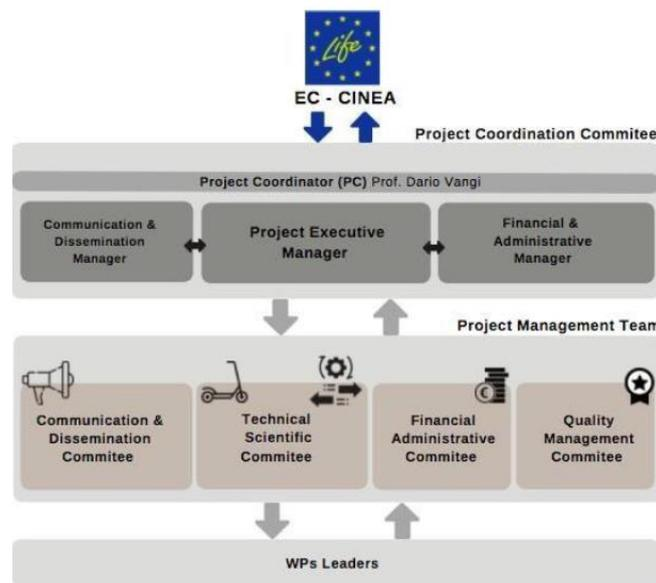 Life
EC - CINEA
Project Coordination Commitee
Project Coordinator (PC) Prof. Dario Vangi
Communication &
Dissemination
Manager
Project Executive
Manager
Financial &
Administrative
Manager
Project Management Team
Communication &
Dissemination
Commitee
Technical
Scientific
Commitee
€
Financial
Administrative
Commitee
Quality
Management
Commitee
WPs Leaders